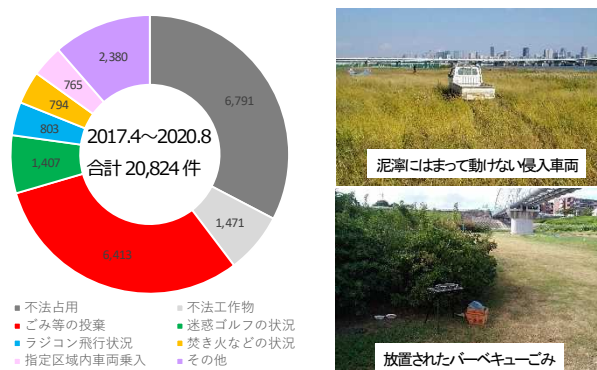 2,380
765
794
803
1,407
6,791
1,471
6,413
2017.4～2020.8
合計 20,824 件
不法占用
不法工作物
ごみ等の投棄
迷惑ゴルフの状況
ラジコン飛行状況
焚き火などの状況
指定区域内車両乗入
その他
泥濘にはまって動けない侵入車両
放置されたバーベキューごみ